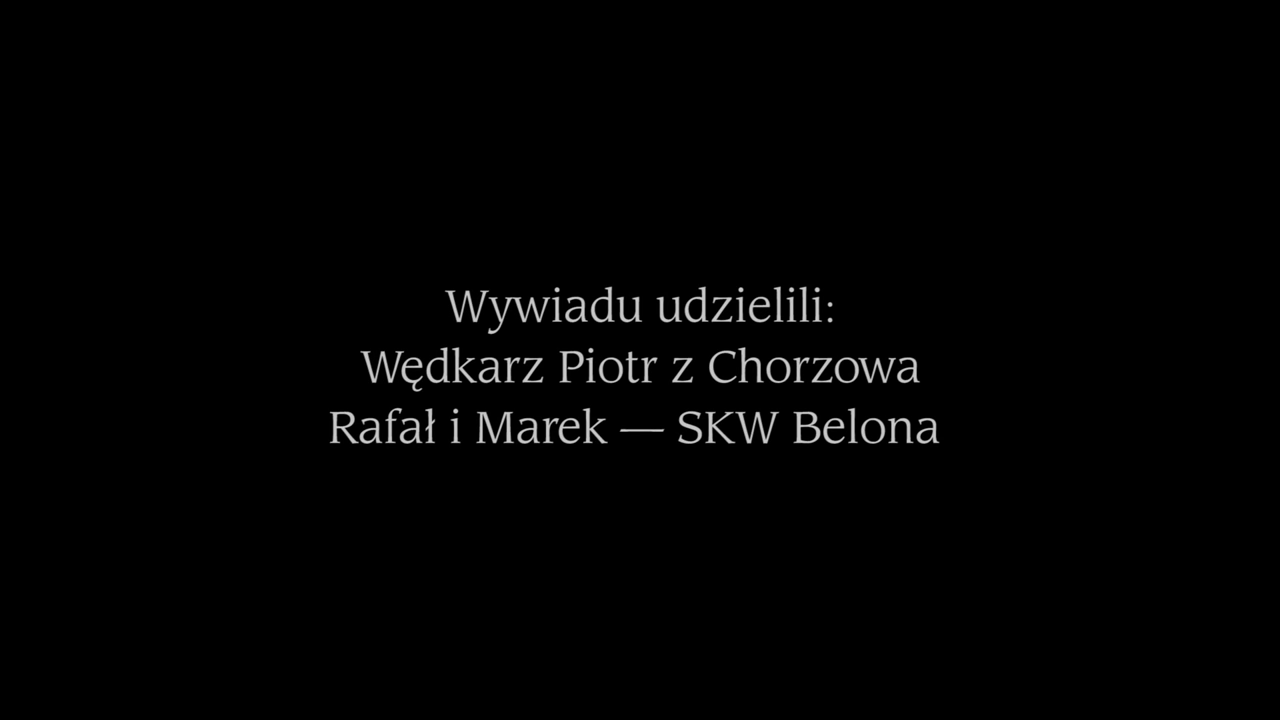 Wywiadu udzielili:
Wędkarz Piotr z Chorzowa
Rafał i Marek — SKW Belona